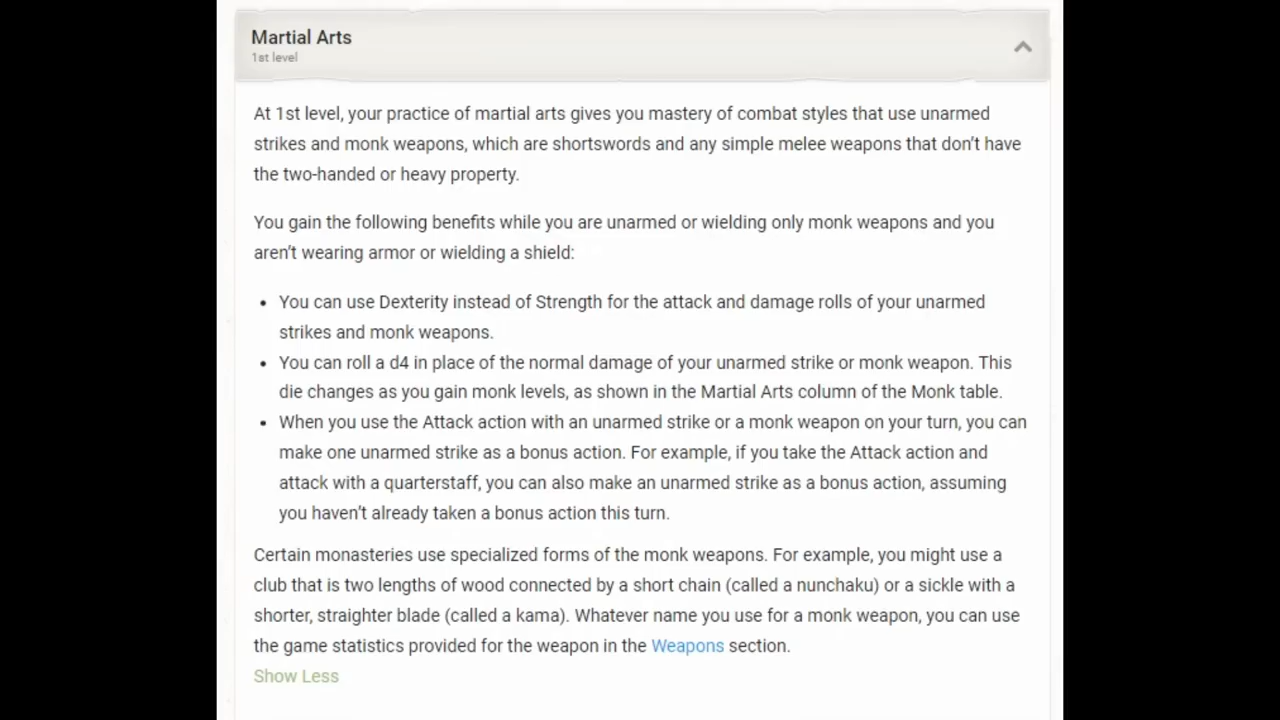 Martial Arts
1st level
At 1st level, your practice of martial arts gives you mastery of combat styles that use unarmed
strikes and monk weapons, which are shortswords and any simple melee weapons that don't have
the two-handed or heavy property.
You gain the following benefits while you are unarmed or wielding only monk weapons and you
aren't wearing armor or wielding a shield:
• You can use Dexterity instead of Strength for the attack and damage rolls of your unarmed
strikes and monk weapons.
• You can roll a d4 in place of the normal damage of your unarmed strike or monk weapon. This
die changes as you gain monk levels, as shown in the Martial Arts column of the Monk table.
• When you use the Attack action with an unarmed strike or a monk weapon on your turn, you can
make one unarmed strike as a bonus action. For example, if you take the Attack action and
attack with a quarterstaff, you can also make an unarmed strike as a bonus action, assuming
you haven't already taken a bonus action this turn.
Certain monasteries use specialized forms of the monk weapons. For example, you might use a
club that is two lengths of wood connected by a short chain (called a nunchaku) or a sickle with a
shorter, straighter blade (called a kama). Whatever name you use for a monk weapon, you can use
the game statistics provided for the weapon in the Weapons section.
Show Less